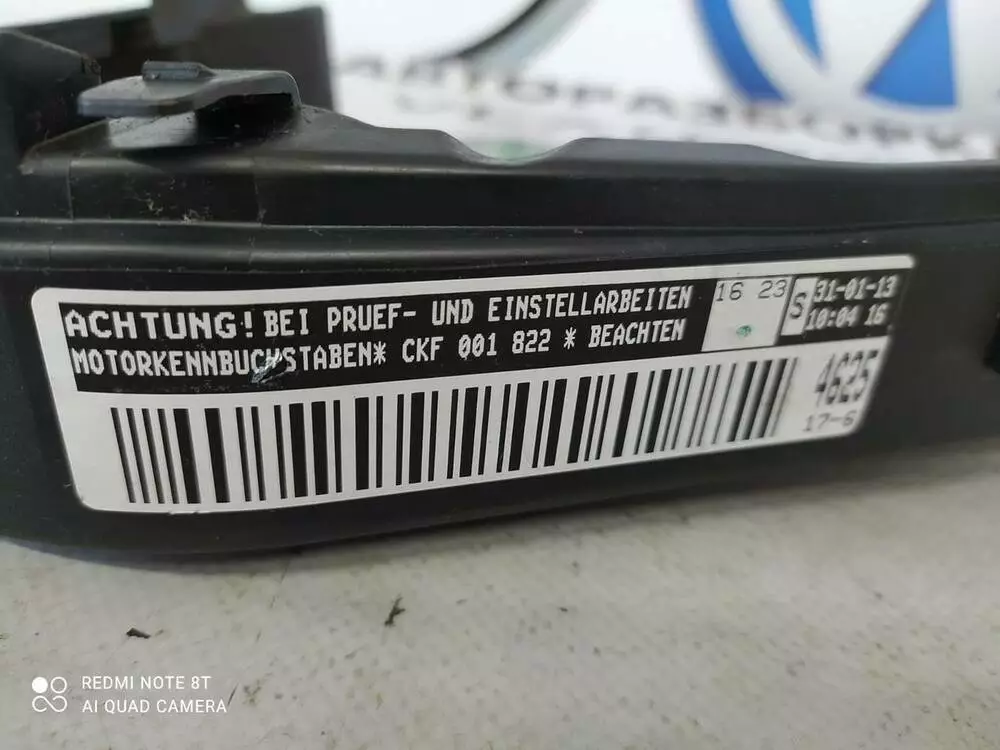 АВТОРАЗБОР
ACHTUNG! BEI PRUEF- UND EINSTELLARBEITEN
MOTORKENNBUCHSTABEN* CKF 001 822 * BEACHTEN
16 23
S
31-01-13
10:04 16
4625
17-6
REDMI NOTE 8T
AI QUAD CAMERA